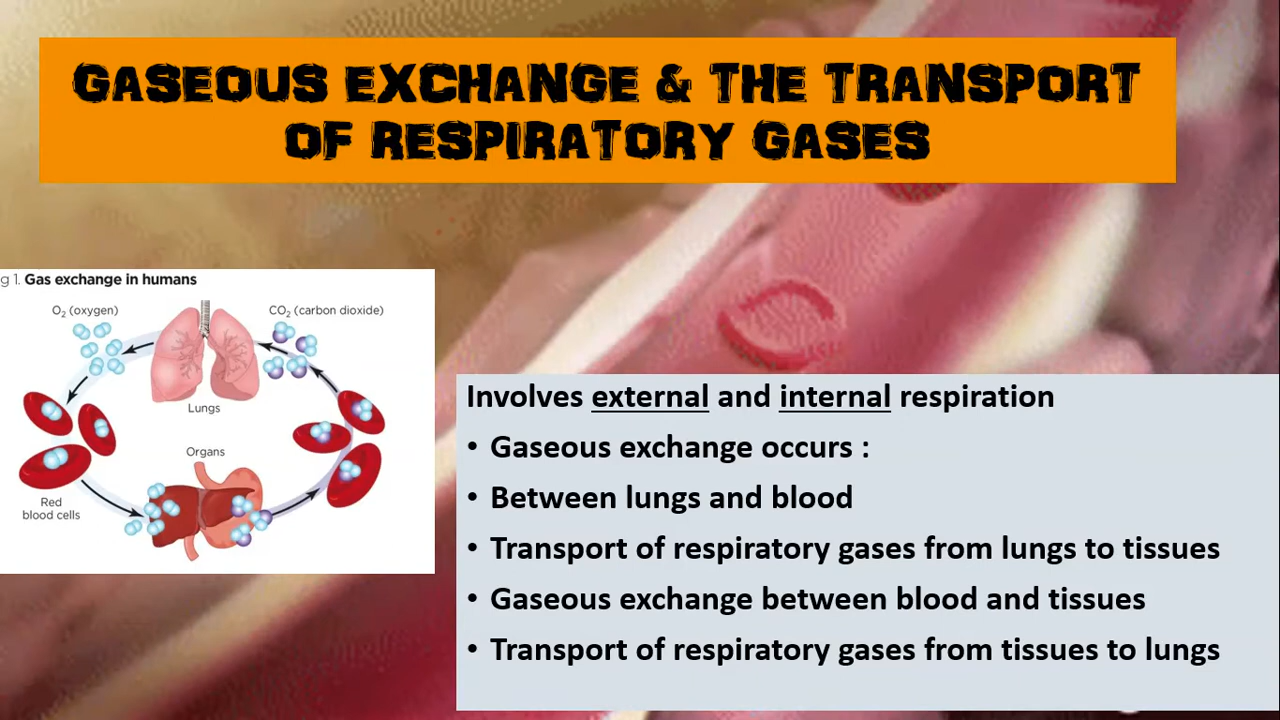 GASEOUS EXCHANGE & THE TRANSPORT
OF RESPIRATORY GASES
g 1. Gas exchange in humans
O₂ (oxygen)
CO₂ (carbon dioxide)
Lungs
Organs
Red
blood cells
Involves external and internal respiration
• Gaseous exchange occurs :
• Between lungs and blood
• Transport of respiratory gases from lungs to tissues
• Gaseous exchange between blood and tissues
• Transport of respiratory gases from tissues to lungs